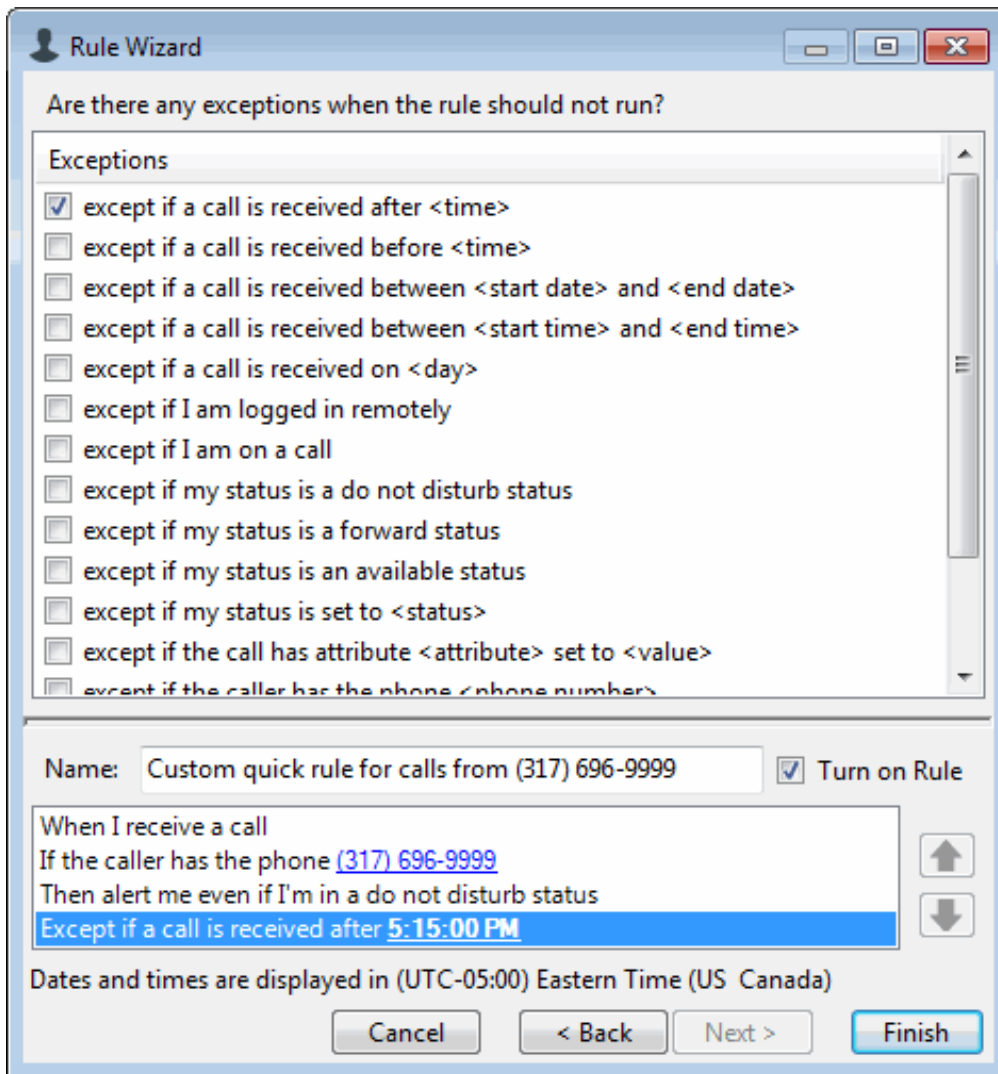 Rule Wizard
Are there any exceptions when the rule should not run?
Exceptions
except if a call is received after <time>
except if a call is received before <time>
except if a call is received between <start date> and <end date>
except if a call is received between <start time> and <end time>
except if a call is received on <day>
except if I am logged in remotely
except if I am on a call
except if my status is a do not disturb status
except if my status is a forward status
except if my status is an available status
except if my status is set to <status>
except if the call has attribute <attribute> set to <value>
except if the caller has the phone <phone number>
Name: Custom quick rule for calls from (317) 696-9999 Turn on Rule
When I receive a call
If the caller has the phone (317) 696-9999
Then alert me even if I'm in a do not disturb status
Except if a call is received after 5:15:00 PM
Dates and times are displayed in (UTC-05:00) Eastern Time (US Canada)
Cancel < Back Next > Finish